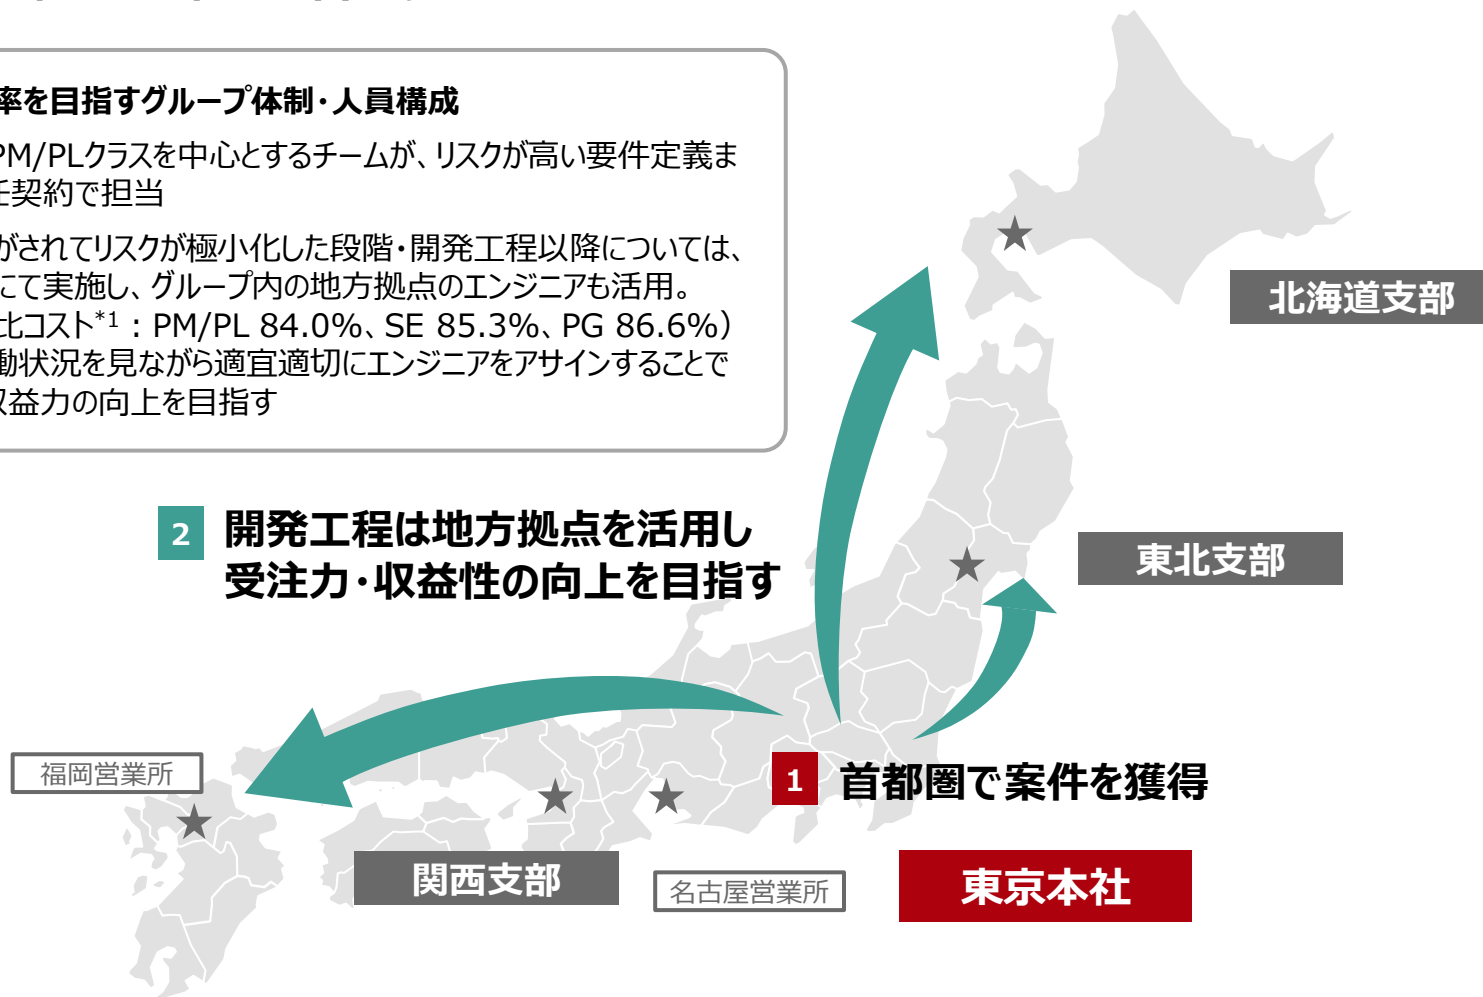 率を目指すグループ体制・人員構成
PM/PLクラスを中心とするチームが、リスクが高い要件定義ま
任契約で担当
がされてリスクが極小化した段階・開発工程以降については、
にて実施し、グループ内の地方拠点のエンジニアも活用。
比コスト*1：PM/PL 84.0%、SE 85.3%、PG 86.6%）
働状況を見ながら適宜適切にエンジニアをアサインすることで
収益力の向上を目指す
北海道支部
2 開発工程は地方拠点を活用し
受注力・収益性の向上を目指す
東北支部
福岡営業所
1 首都圏で案件を獲得
関西支部
名古屋営業所
東京本社